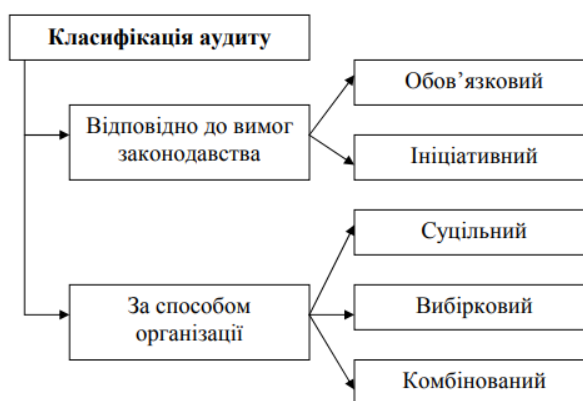 Класифікація аудиту
Обов’язковий
Відповідно до вимог
законодавства
Ініціативний
Суцільний
За способом
організації
Вибірковий
Комбінований